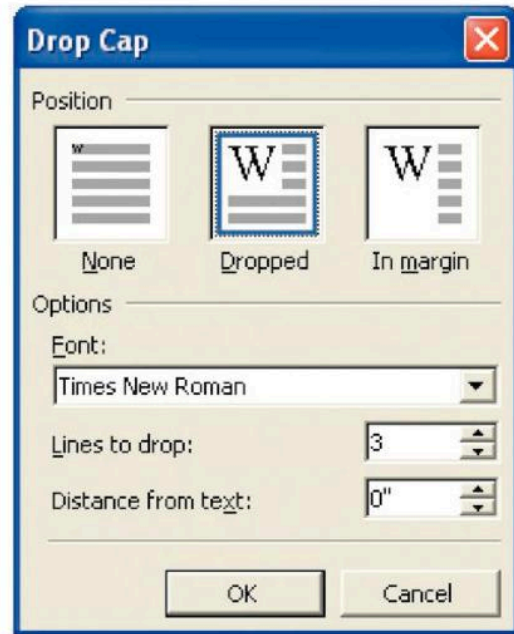 Drop Cap
Position
W W W
None Dropped In margin
Options
Font:
Times New Roman
Lines to drop: 3
Distance from text: 0"
OK Cancel